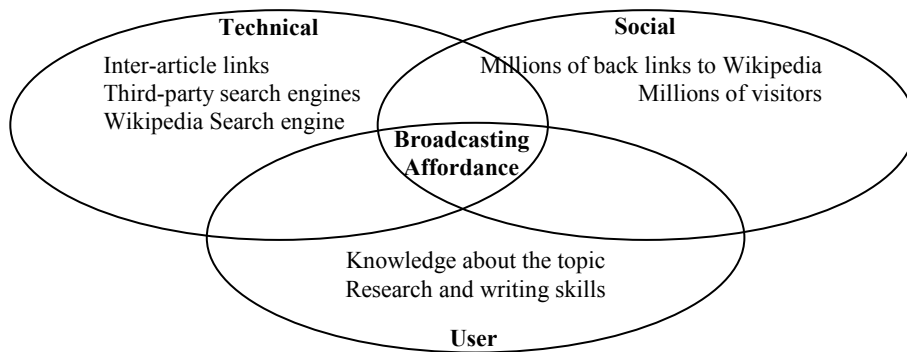 Technical
Inter-article links
Third-party search engines
Wikipedia Search engine
Social
Millions of back links to Wikipedia
Millions of visitors
Broadcasting
Affordance
Knowledge about the topic
Research and writing skills
User